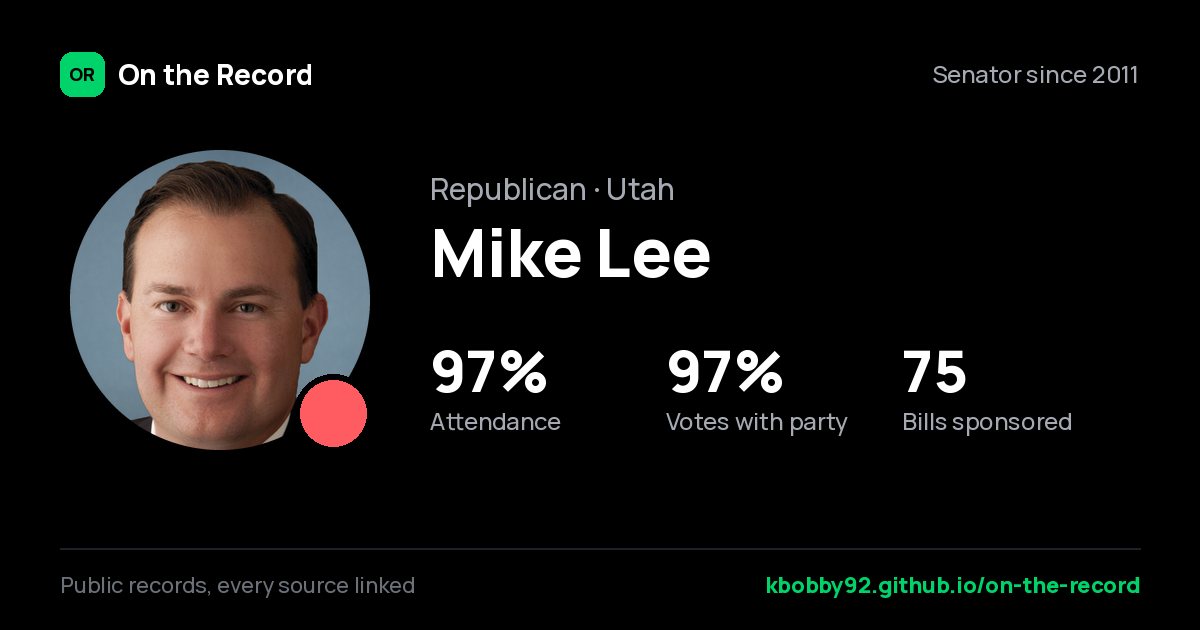 OR On the Record
Senator since 2011
Republican · Utah
Mike Lee
97% 97% 75
Attendance Votes with party Bills sponsored
Public records, every source linked
kbobby92.github.io/on-the-record